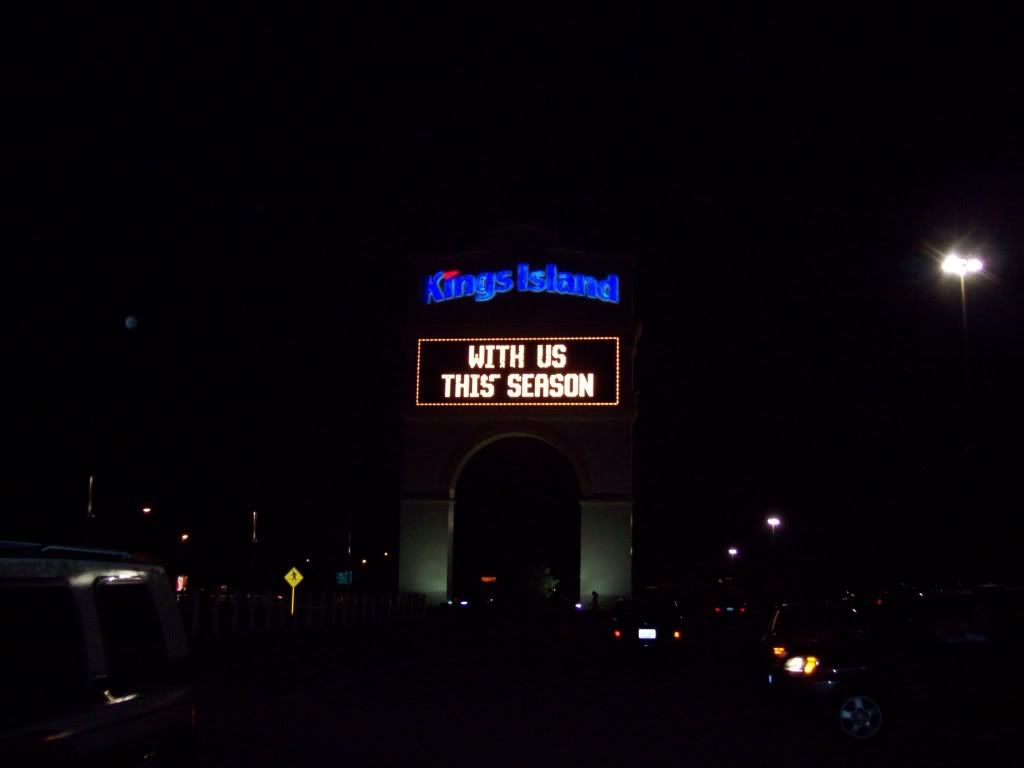 Kings Island
WITH US
THIS SEASON